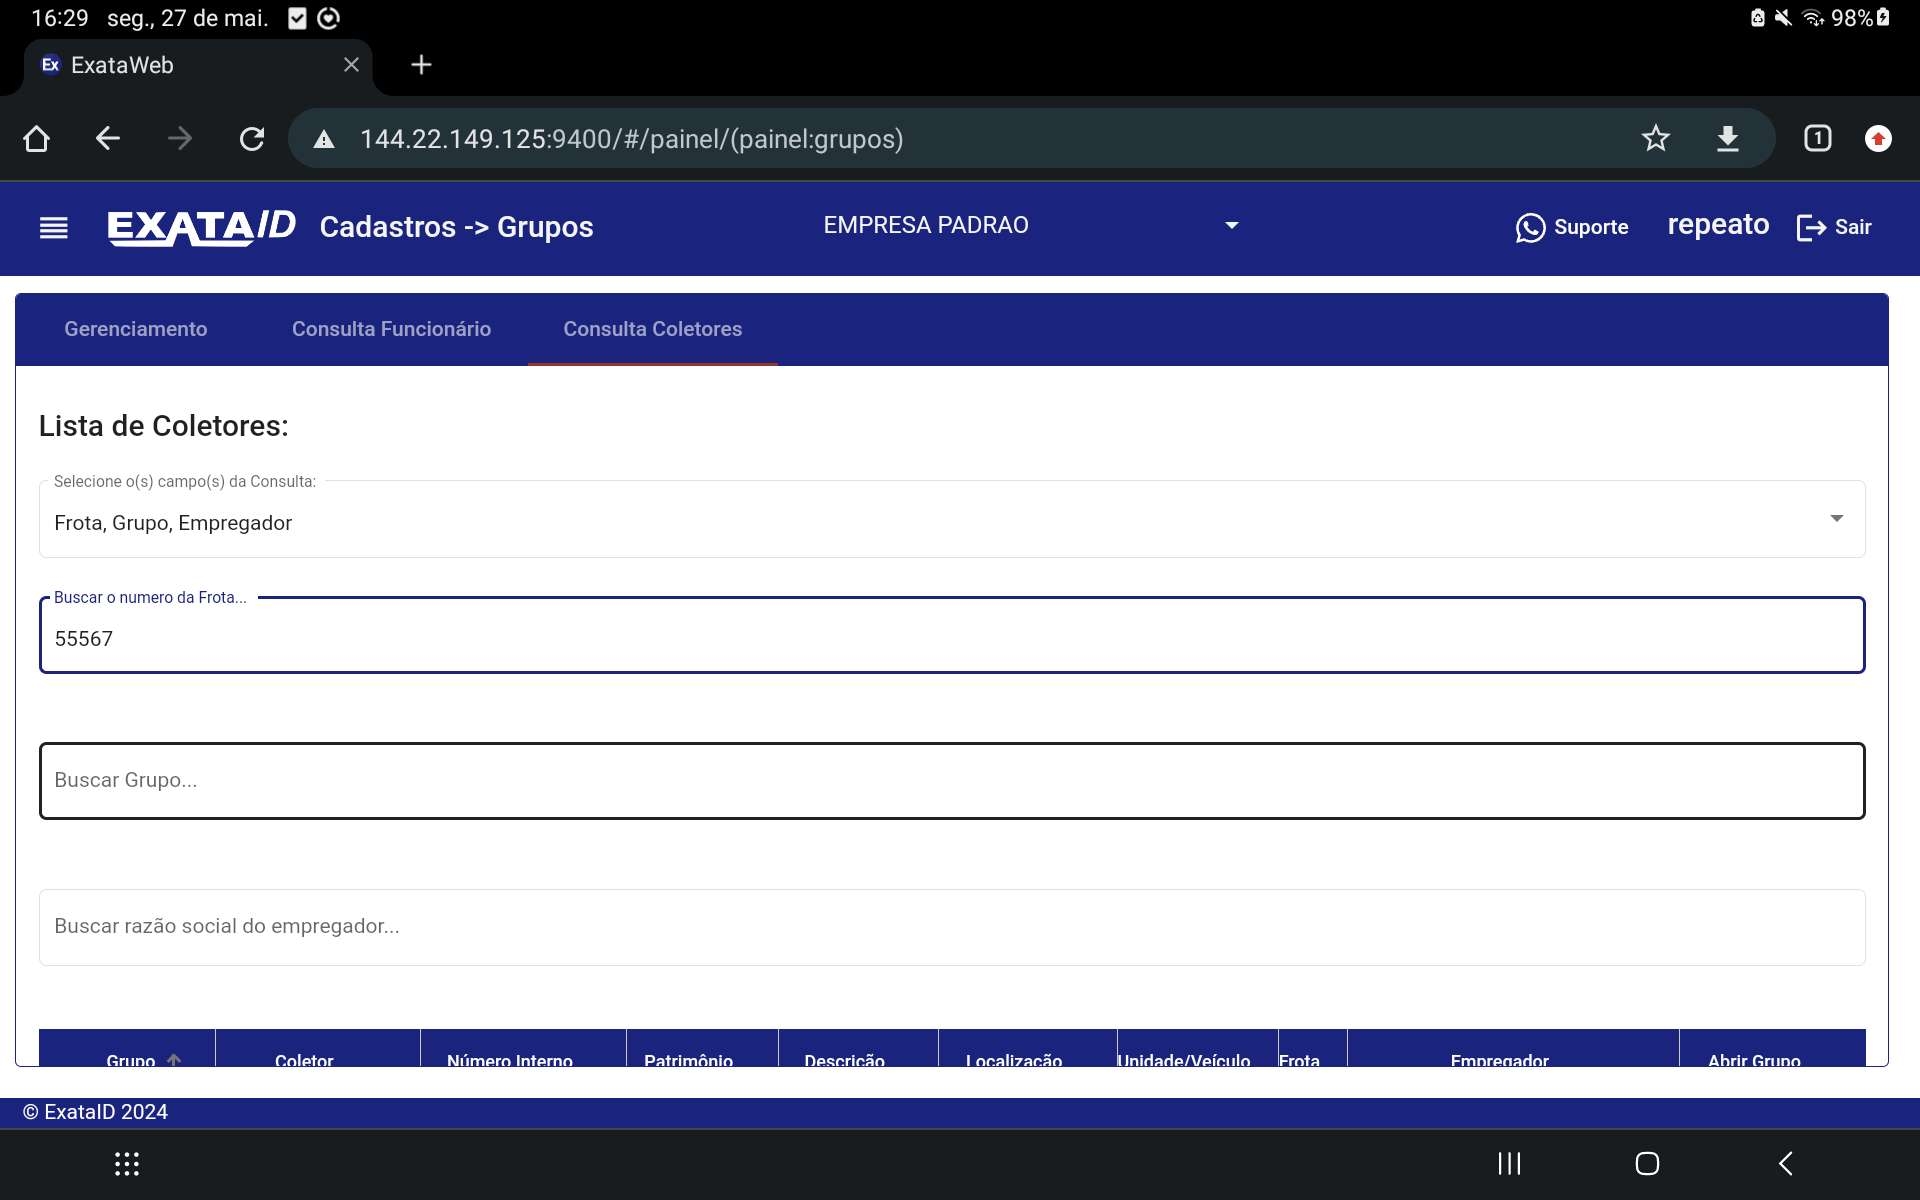 16:29 seg., 27 de mai.
98%
Ex ExataWeb
144.22.149.125:9400/#/painel/(painel:grupos)
1
EXATA/ID Cadastros -> Grupos
EMPRESA PADRAO
Suporte
repeato
Sair
Gerenciamento
Consulta Funcionário
Consulta Coletores
Lista de Coletores:
Selecione o(s) campo(s) da Consulta:
Frota, Grupo, Empregador
Buscar o numero da Frota...
55567
Buscar Grupo...
Buscar razão social do empregador...
Grupo Coletor Número Interno Patrimônio Descrição Localização Unidade/Veículo Frota Empregador Abrir Grupo
© ExataID 2024